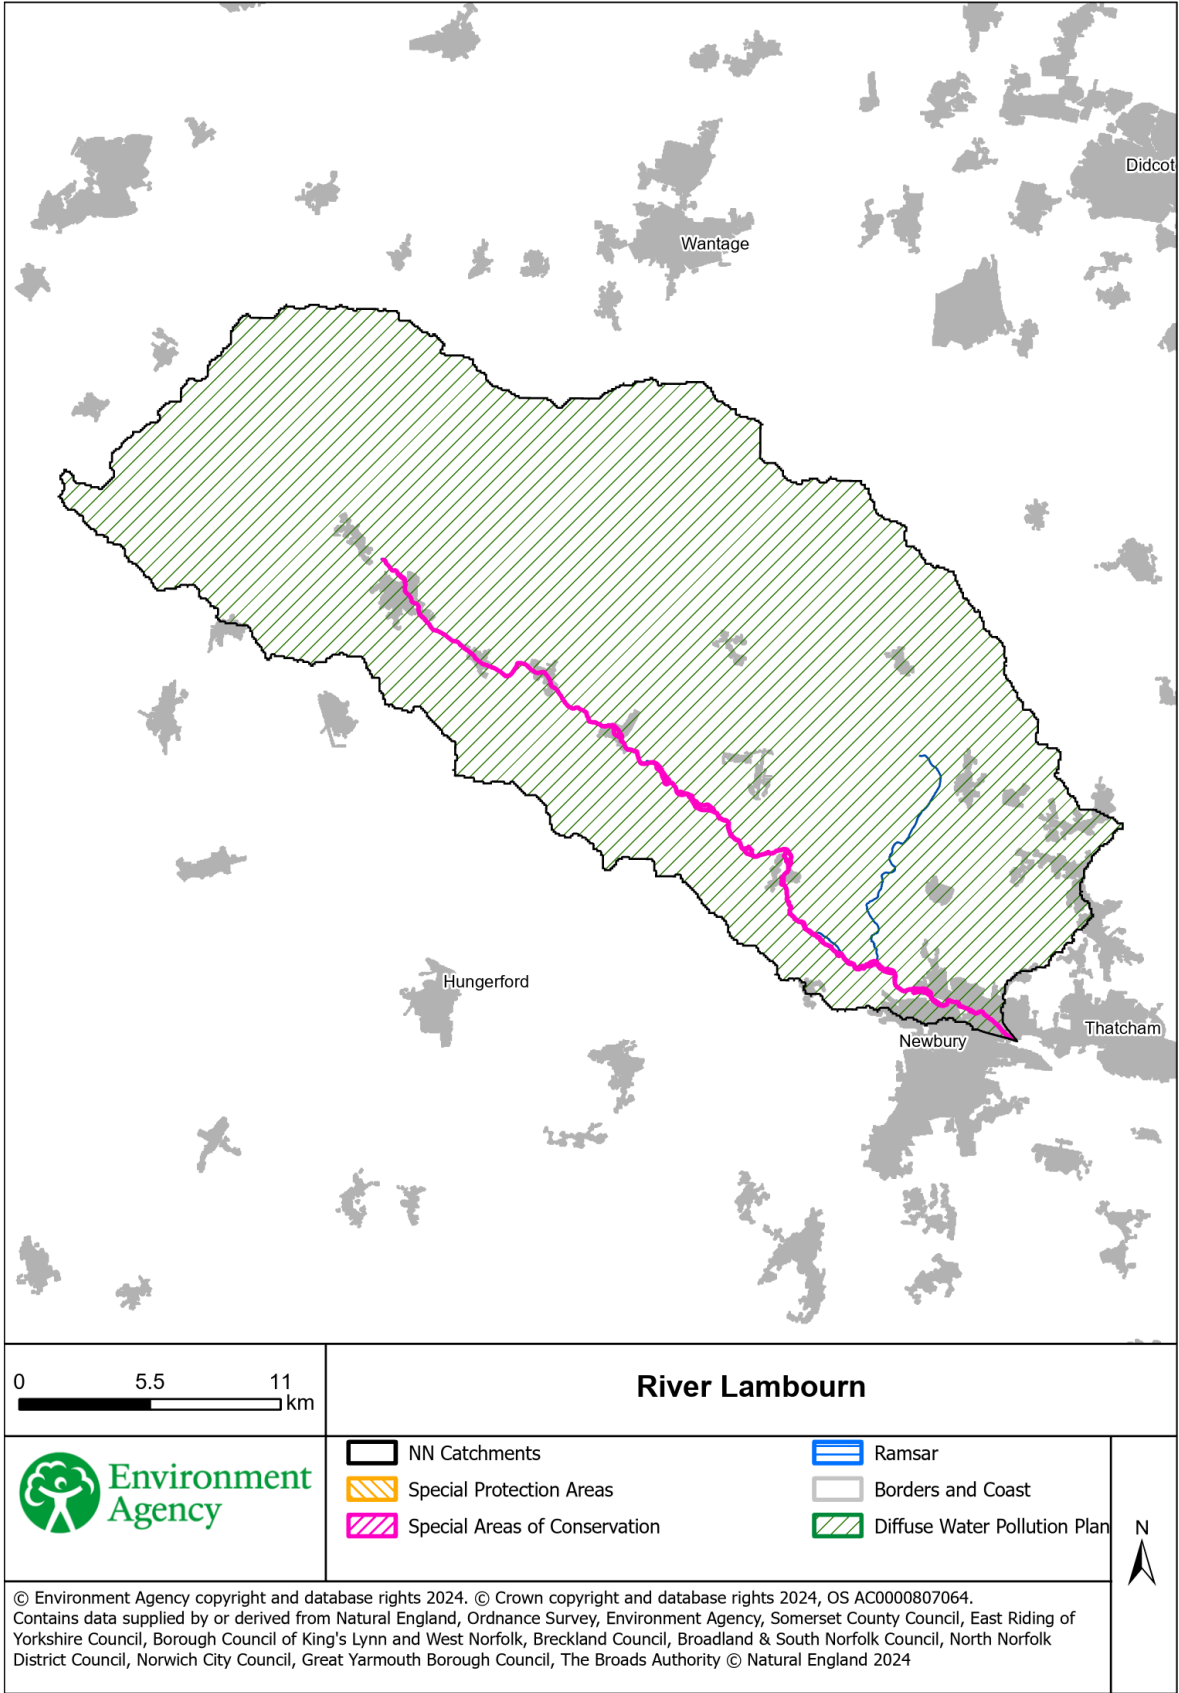 Didcot
Wantage
Hungerford
Newbury
Thatcham
0 5.5 11
km
River Lambourn
Environment
Agency
NN Catchments
Special Protection Areas
Special Areas of Conservation
Ramsar
Borders and Coast
Diffuse Water Pollution Plan
N
© Environment Agency copyright and database rights 2024. © Crown copyright and database rights 2024, OS AC0000807064.
Contains data supplied by or derived from Natural England, Ordnance Survey, Environment Agency, Somerset County Council, East Riding of
Yorkshire Council, Borough Council of King's Lynn and West Norfolk, Breckland Council, Broadland & South Norfolk Council, North Norfolk
District Council, Norwich City Council, Great Yarmouth Borough Council, The Broads Authority © Natural England 2024